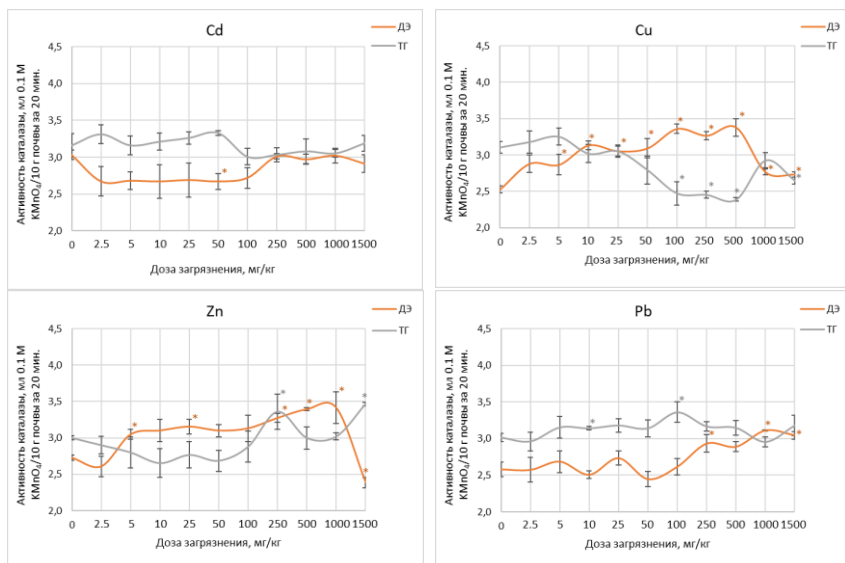 Cd
ДЭ
ТГ
Активность каталазы, мл 0.1 М
KMnO₄/10 г почвы за 20 мин.
4,5
4,0
3,5
3,0
2,5
2,0
0 2.5 5 10 25 50 100 250 500 1000 1500
Доза загрязнения, мг/кг
Cu
ДЭ
ТГ
Активность каталазы, мл 0.1 М
KMnO₄/10 г почвы за 20 мин.
4,5
4,0
3,5
3,0
2,5
2,0
0 2.5 5 10 25 50 100 250 500 1000 1500
Доза загрязнения, мг/кг
Zn
ДЭ
ТГ
Активность каталазы, мл 0.1 М
KMnO₄/10 г почвы за 20 мин.
4,5
4,0
3,5
3,0
2,5
2,0
0 2.5 5 10 25 50 100 250 500 1000 1500
Доза загрязнения, мг/кг
Pb
ДЭ
ТГ
Активность каталазы, мл 0.1 М
KMnO₄/10 г почвы за 20 мин.
4,5
4,0
3,5
3,0
2,5
2,0
0 2.5 5 10 25 50 100 250 500 1000 1500
Доза загрязнения, мг/кг